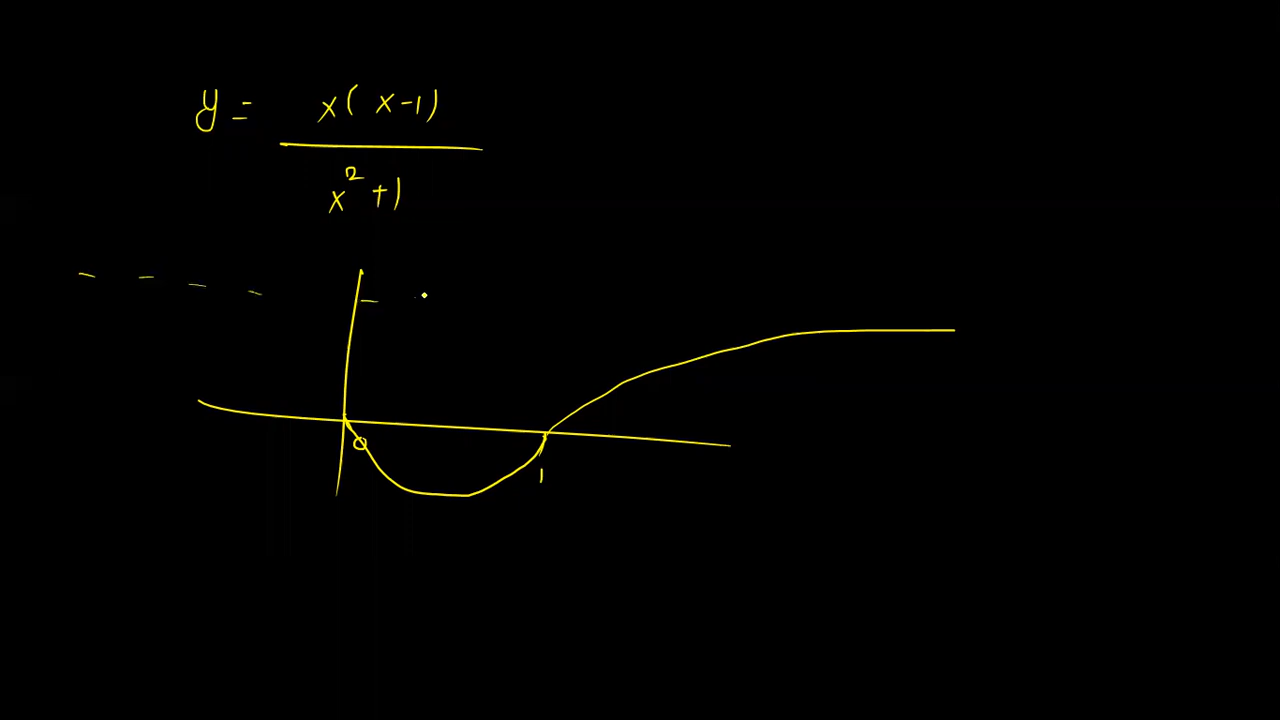 y = x( x-1)
x² +1
0
1